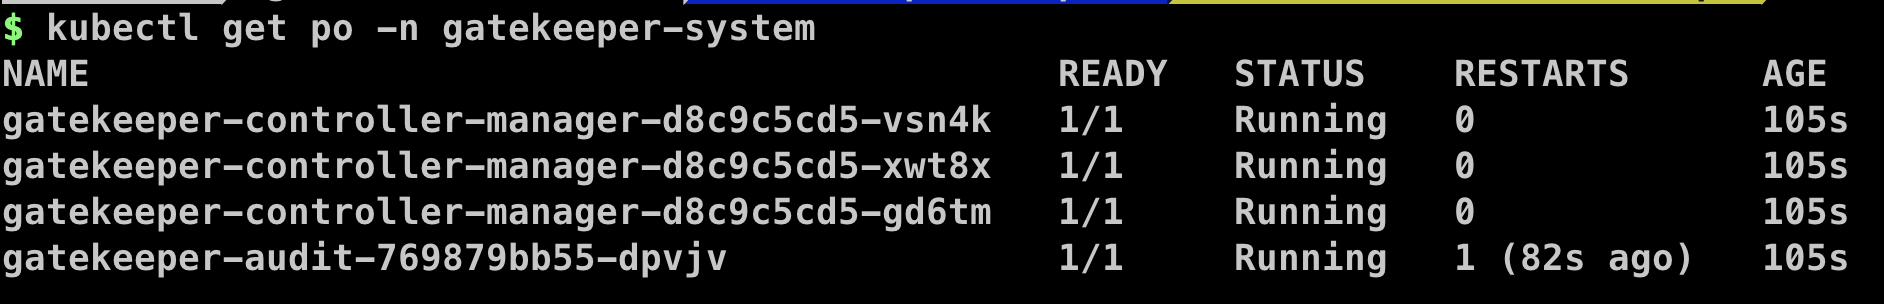 $ kubectl get po -n gatekeeper-system
NAME READY STATUS RESTARTS AGE
gatekeeper-controller-manager-d8c9c5cd5-vsn4k 1/1 Running 0 105s
gatekeeper-controller-manager-d8c9c5cd5-xwt8x 1/1 Running 0 105s
gatekeeper-controller-manager-d8c9c5cd5-gd6tm 1/1 Running 0 105s
gatekeeper-audit-769879bb55-dpvjv 1/1 Running 1 (82s ago) 105s